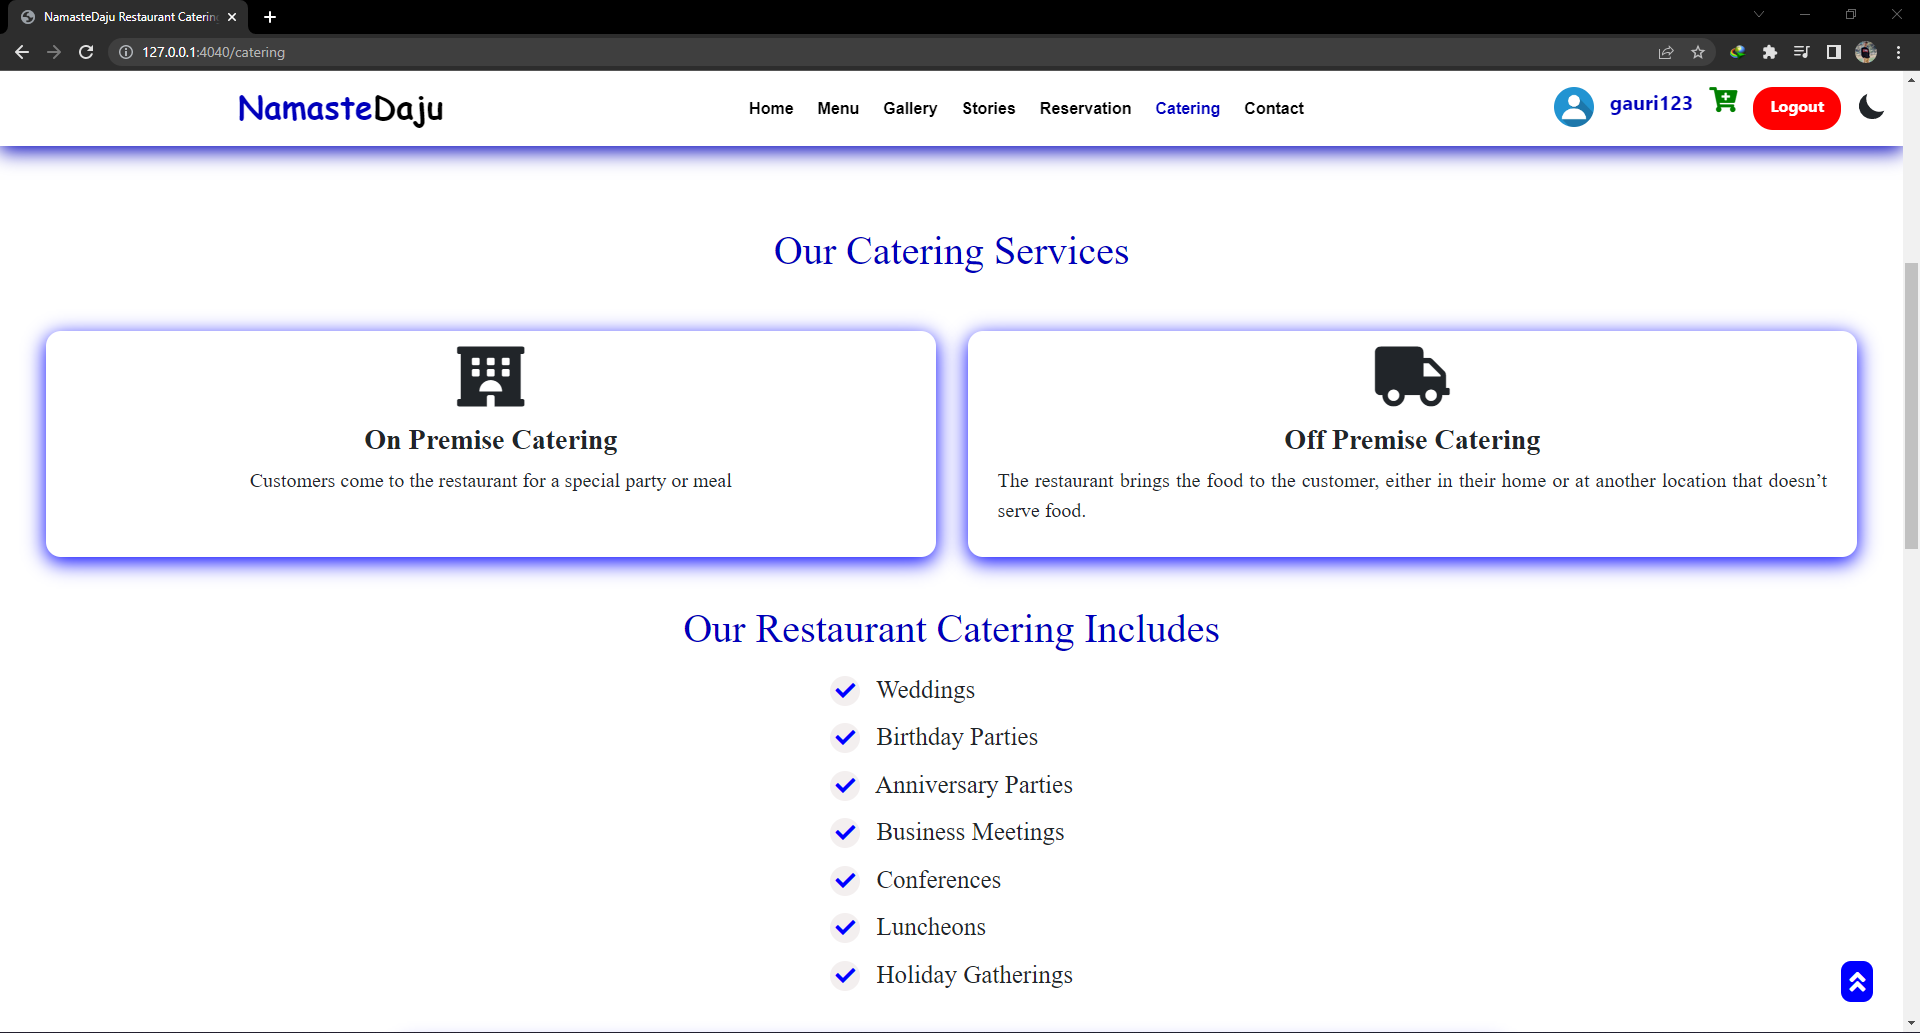 NamasteDaju Restaurant Catering
127.0.0.1:4040/catering
NamasteDaju
Home Menu Gallery Stories Reservation Catering Contact
gauri123
Logout
Our Catering Services
On Premise Catering
Customers come to the restaurant for a special party or meal
Off Premise Catering
The restaurant brings the food to the customer, either in their home or at another location that doesn’t
serve food.
Our Restaurant Catering Includes
Weddings
Birthday Parties
Anniversary Parties
Business Meetings
Conferences
Luncheons
Holiday Gatherings